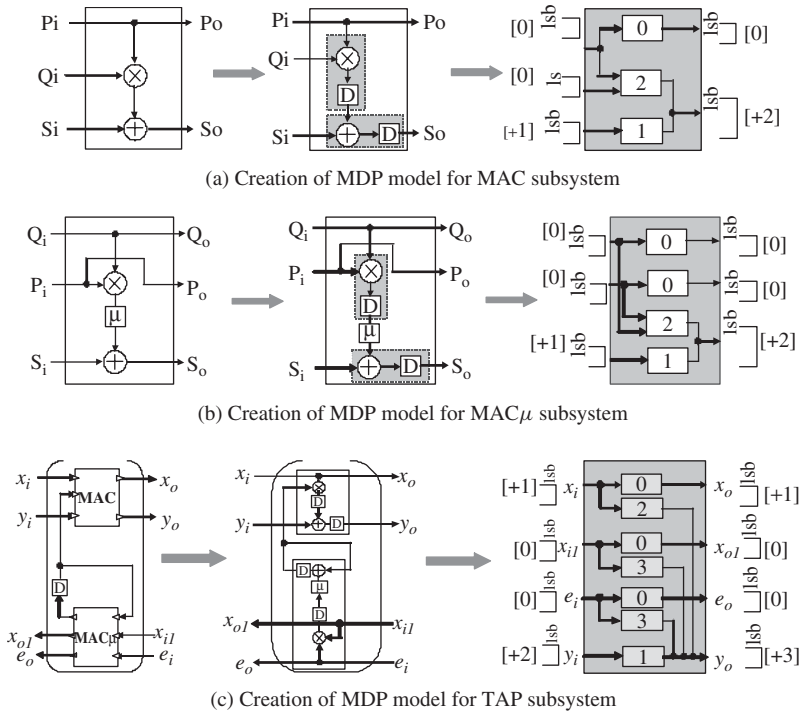 Pi Po
Qi
Si So
Pi Po
Qi
D
Si D So
[0] lsb 0 lsb [0]
[0] ls 2
[+1] lsb 1 lsb [+2]
(a) Creation of MDP model for MAC subsystem
Qi Qo
Pi Po
μ
Si So
Qi Qo
Pi Po
D
μ
Si D So
[0] lsb 0 lsb [0]
[0] lsb 0 lsb [0]
2
[+1] lsb 1 lsb [+2]
(b) Creation of MDP model for MACμ subsystem
xi MAC xo
yi yo
D
xo1 MACμ xi1
eo ei
xi xo
D
yi D yo
D
μ
D
xo1 xi1
eo ei
[+1] lsb xi 0 xo lsb [+1]
2
[0] lsb xi1 0 xo1 lsb [0]
3
[0] lsb ei 0 eo lsb [0]
3
[+2] lsb yi 1 yo lsb [+3]
(c) Creation of MDP model for TAP subsystem